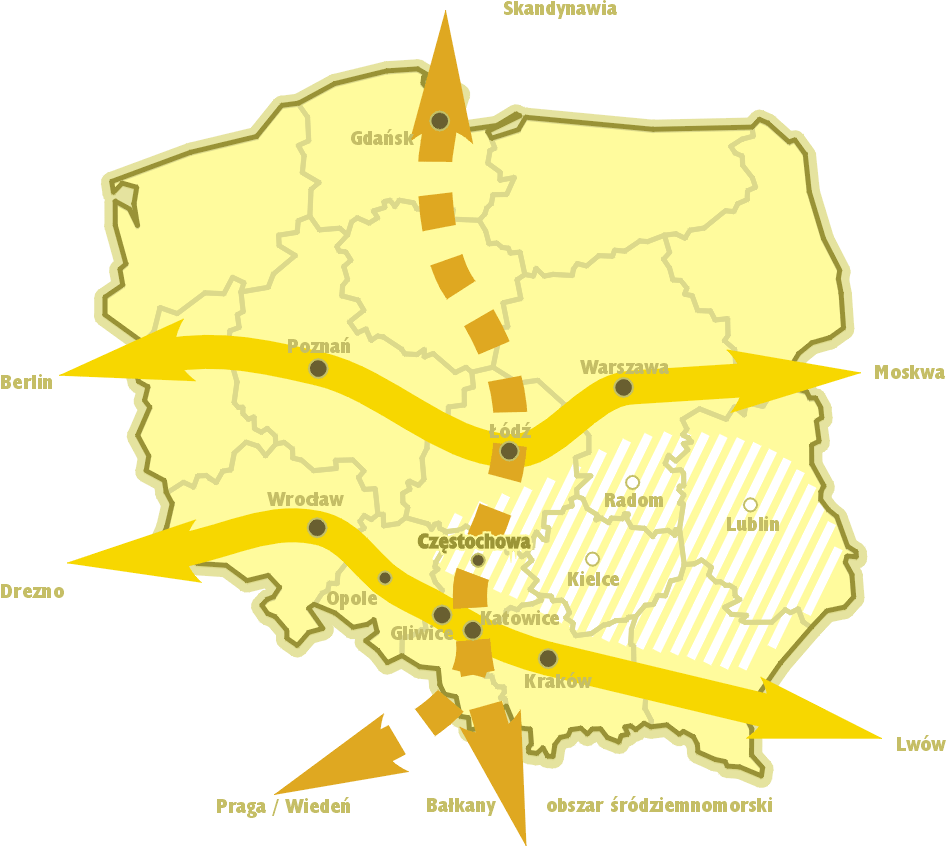 Skandynawia
Gdańsk
Poznań
Warszawa
Berlin
Moskwa
Łódź
Wrocław
Radom
Lublin
Częstochowa
Kielce
Drezno
Opole
Katowice
Gliwice
Kraków
Lwów
Praga / Wiedeń
Bałkany
obszar śródziemnomorski